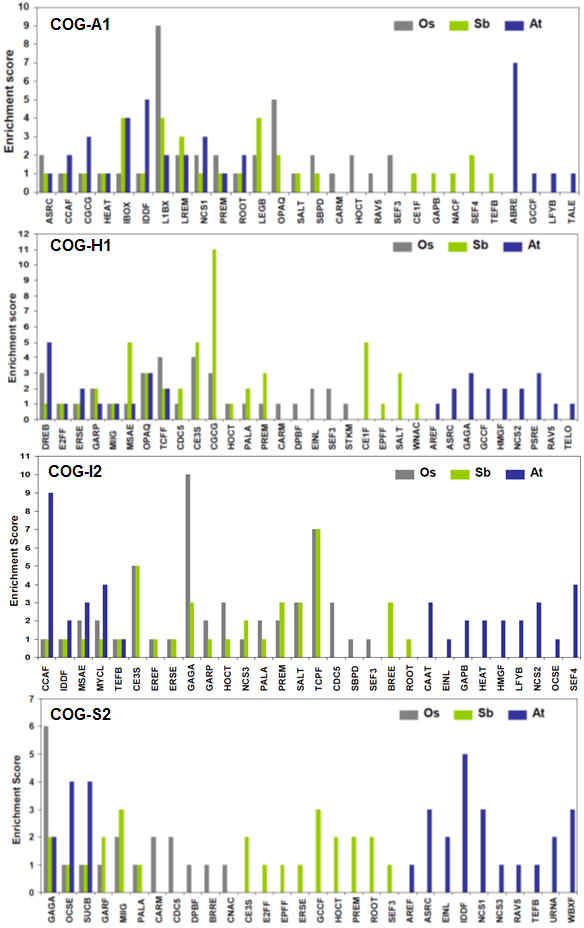 COG-A1
Os Sb At
Enrichment score
10
9
8
7
6
5
4
3
2
1
0
ASRC CCAF CGCG HEAT IBOX IDDF L1BX LREM NCS1 PREM ROOT LEGB OPAQ SALT SBPD CARM HOCT RAV5 SEF3 CE1F GAPB NACF SEF4 TEFB ABRE GCCF LFYB TALE
COG-H1
Os Sb At
Enrichment Score
12
11
10
9
8
7
6
5
4
3
2
1
0
DREB E2FF ERSE GARP MIIG MSAE OPAQ TCFF CDC5 CE3S CGCG HOCT PALA PREM CARM DPBF EINL SEF3 STKM CE1F EPFF SALT WNAC AREF ASRC GAGA GCCF HMGF NCS2 PSRE RAV5 TELO
COG-I2
Os Sb At
Enrichment Score
11
10
9
8
7
6
5
4
3
2
1
0
CCAF IDDF MSAE MYCL TEFB CE3S EREF ERSE GAGA GARP HOCT NCS3 PALA PREM SALT TCPF CDC5 SBPD SEF3 BREE ROOT CAAT EINL GAPB HEAT HMGF LFYB NCS2 OCSE SEF4
COG-S2
Os Sb At
Enrichment Score
7
6
5
4
3
2
1
0
GAGA OCSE SUCB GARF MIIG PALA CARM CDC5 DPBF BRRE CNAC CE3S E2FF EPFF ERSE GCCF HOCT PREM ROOT SEF3 AREF ASRC EINL IDDF NCS1 NCS3 RAV5 TEFB URNA WBXF